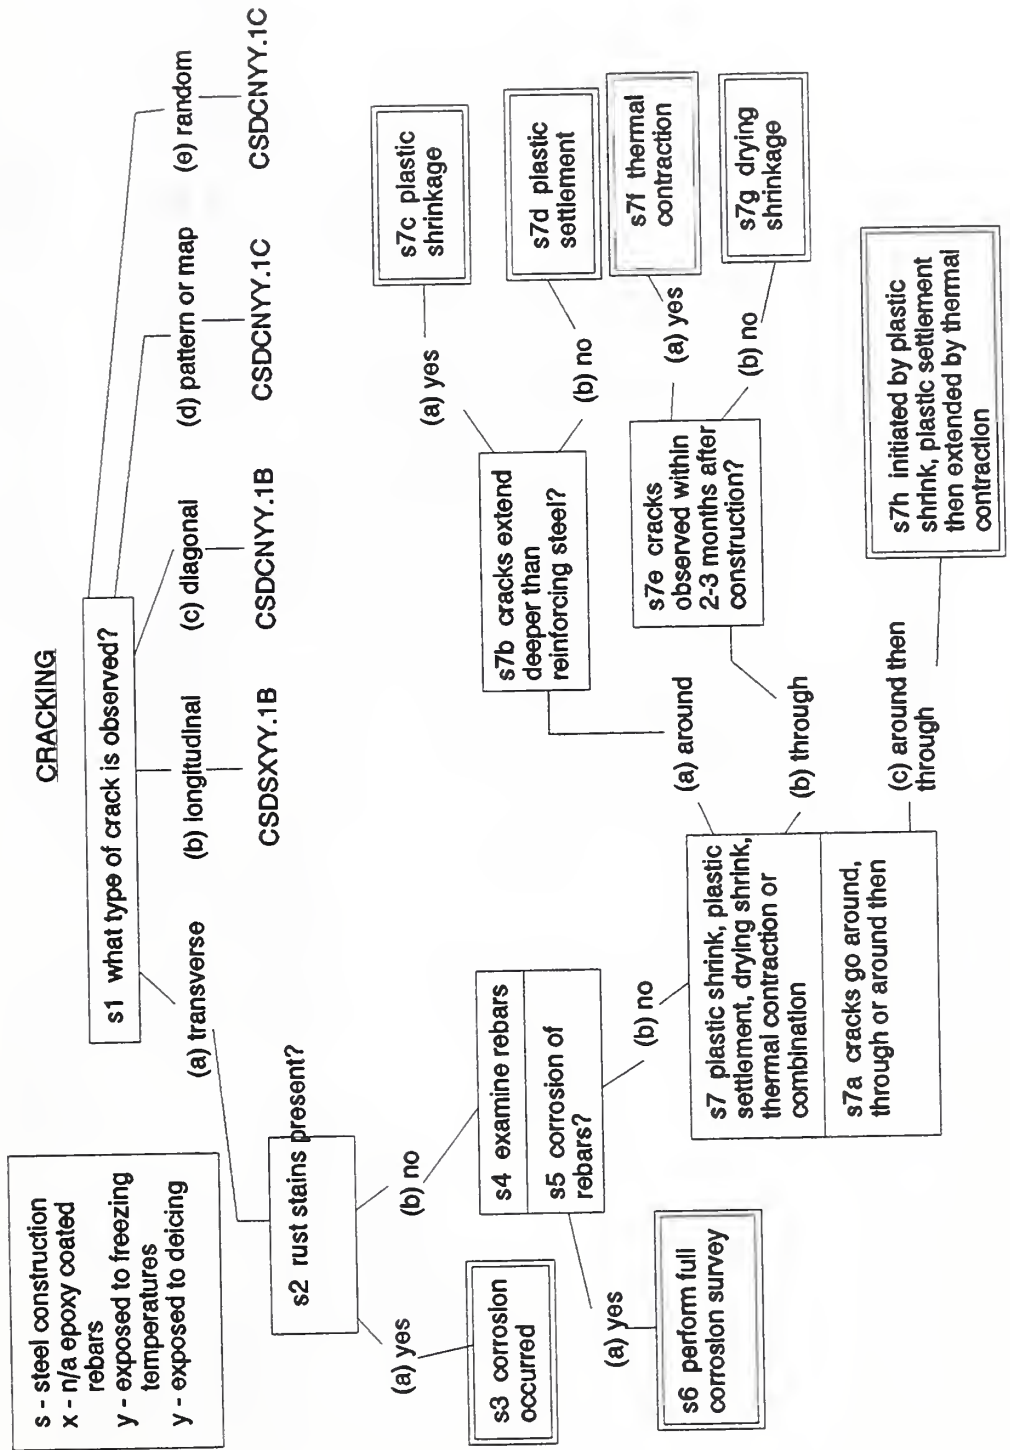 CRACKING
s - steel construction
x - n/a epoxy coated
rebars
y - exposed to freezing
temperatures
y - exposed to deicing
s1 what type of crack is observed?
(a) transverse
(b) longitudinal
(c) diagonal
(d) pattern or map
(e) random
CSDSXYY.1B
CSDCNYY.1B
CSDCNYY.1C
CSDCNYY.1C
s2 rust stains present?
(a) yes
(b) no
s3 corrosion
occurred
s4 examine rebars
s5 corrosion of
rebars?
(a) yes
(b) no
s6 perform full
corrosion survey
s7 plastic shrink, plastic
settlement, drying shrink,
thermal contraction or
combination
s7a cracks go around,
through or around then
(a) around
(b) through
(c) around then
through
s7b cracks extend
deeper than
reinforcing steel?
(a) yes
(b) no
s7c plastic
shrinkage
s7d plastic
settlement
s7e cracks
observed within
2-3 months after
construction?
(a) yes
(b) no
s7f thermal
contraction
s7g drying
shrinkage
s7h initiated by plastic
shrink, plastic settlement
then extended by thermal
contraction